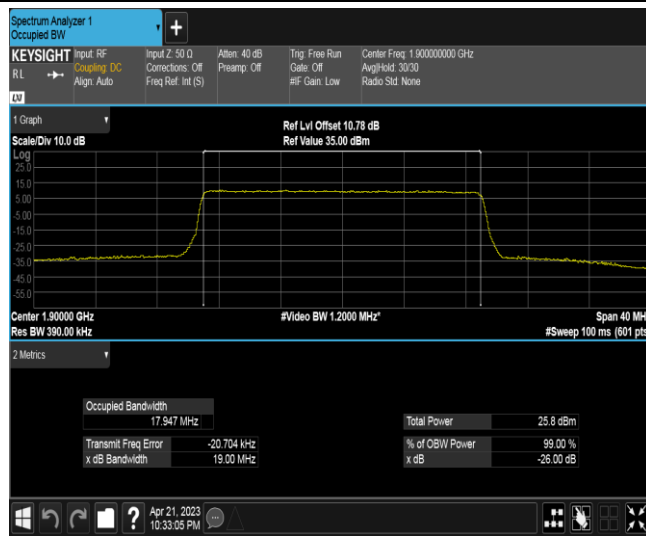 Spectrum Analyzer 1
Occupied BW
+
KEYSIGHT
RL
Input: RF
Coupling: DC
Align: Auto
Input Z: 50 Ω
Corrections: Off
Freq Ref: Int (S)
Atten: 40 dB
Preamp: Off
Trig: Free Run
Gate: Off
#IF Gain: Low
Center Freq: 1.900000000 GHz
Avg|Hold: 30/30
Radio Std: None
LXI
1 Graph
Scale/Div 10.0 dB
Ref Lvl Offset 10.78 dB
Ref Value 35.00 dBm
Log
25.0
15.0
5.00
-5.00
-15.0
-25.0
-35.0
-45.0
-55.0
Center 1.90000 GHz
Res BW 390.00 kHz
#Video BW 1.2000 MHz*
Span 40 MH
#Sweep 100 ms (601 pts
2 Metrics
Occupied Bandwidth
17.947 MHz
Transmit Freq Error -20.704 kHz
x dB Bandwidth 19.00 MHz
Total Power 25.8 dBm
% of OBW Power 99.00 %
x dB -26.00 dB
?
Apr 21, 2023
10:33:05 PM